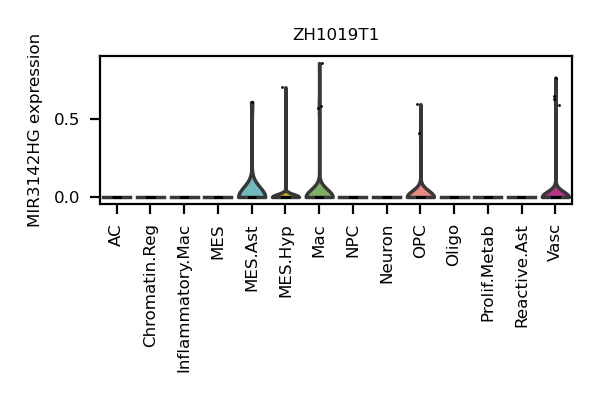 ZH1019T1
MIR3142HG expression
0.5
0.0
AC
Chromatin.Reg
Inflammatory.Mac
MES
MES.Ast
MES.Hyp
Mac
NPC
Neuron
OPC
Oligo
Prolif.Metab
Reactive.Ast
Vasc